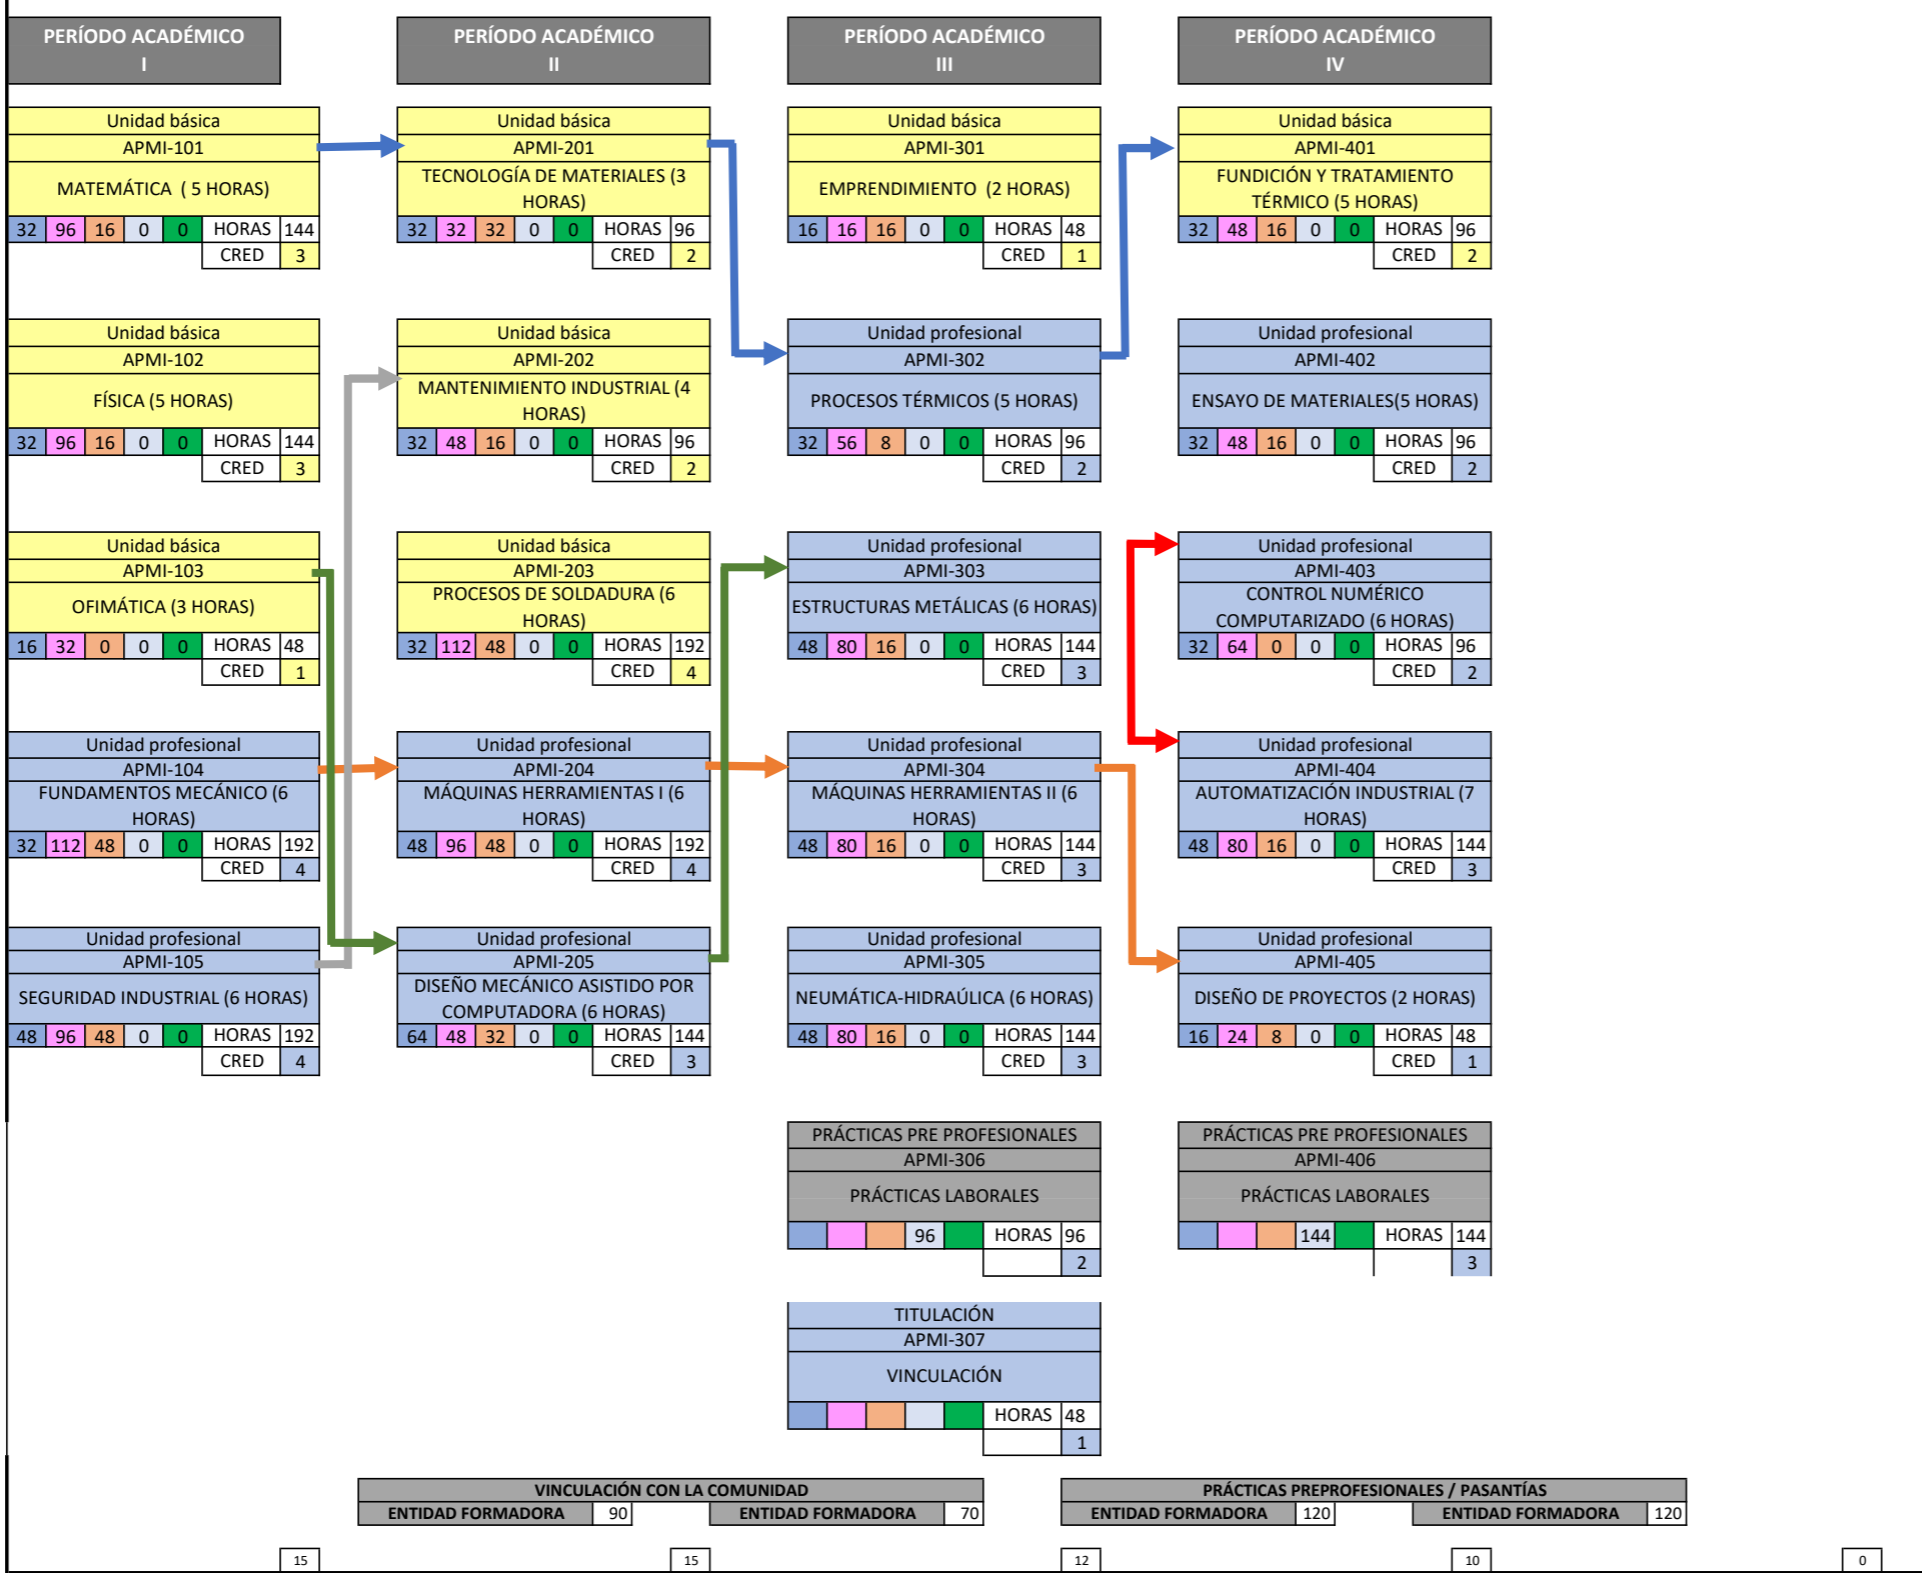 PERÍODO ACADÉMICO
I
PERÍODO ACADÉMICO
II
PERÍODO ACADÉMICO
III
PERÍODO ACADÉMICO
IV
Unidad básica
APMI-101
MATEMÁTICA ( 5 HORAS)
32 96 16 0 0 HORAS 144
CRED 3
Unidad básica
APMI-201
TECNOLOGÍA DE MATERIALES (3
HORAS)
32 32 32 0 0 HORAS 96
CRED 2
Unidad básica
APMI-301
EMPRENDIMIENTO (2 HORAS)
16 16 16 0 0 HORAS 48
CRED 1
Unidad básica
APMI-401
FUNDICIÓN Y TRATAMIENTO
TÉRMICO (5 HORAS)
32 48 16 0 0 HORAS 96
CRED 2
Unidad básica
APMI-102
FÍSICA (5 HORAS)
32 96 16 0 0 HORAS 144
CRED 3
Unidad básica
APMI-202
MANTENIMIENTO INDUSTRIAL (4
HORAS)
32 48 16 0 0 HORAS 96
CRED 2
Unidad profesional
APMI-302
PROCESOS TÉRMICOS (5 HORAS)
32 56 8 0 0 HORAS 96
CRED 2
Unidad profesional
APMI-402
ENSAYO DE MATERIALES(5 HORAS)
32 48 16 0 0 HORAS 96
CRED 2
Unidad básica
APMI-103
OFIMÁTICA (3 HORAS)
16 32 0 0 0 HORAS 48
CRED 1
Unidad básica
APMI-203
PROCESOS DE SOLDADURA (6
HORAS)
32 112 48 0 0 HORAS 192
CRED 4
Unidad profesional
APMI-303
ESTRUCTURAS METÁLICAS (6 HORAS)
48 80 16 0 0 HORAS 144
CRED 3
Unidad profesional
APMI-403
CONTROL NUMÉRICO
COMPUTARIZADO (6 HORAS)
32 64 0 0 0 HORAS 96
CRED 2
Unidad profesional
APMI-104
FUNDAMENTOS MECÁNICO (6
HORAS)
32 112 48 0 0 HORAS 192
CRED 4
Unidad profesional
APMI-204
MÁQUINAS HERRAMIENTAS I (6
HORAS)
48 96 48 0 0 HORAS 192
CRED 4
Unidad profesional
APMI-304
MÁQUINAS HERRAMIENTAS II (6
HORAS)
48 80 16 0 0 HORAS 144
CRED 3
Unidad profesional
APMI-404
AUTOMATIZACIÓN INDUSTRIAL (7
HORAS)
48 80 16 0 0 HORAS 144
CRED 3
Unidad profesional
APMI-105
SEGURIDAD INDUSTRIAL (6 HORAS)
48 96 48 0 0 HORAS 192
CRED 4
Unidad profesional
APMI-205
DISEÑO MECÁNICO ASISTIDO POR
COMPUTADORA (6 HORAS)
64 48 32 0 0 HORAS 144
CRED 3
Unidad profesional
APMI-305
NEUMÁTICA-HIDRAÚLICA (6 HORAS)
48 80 16 0 0 HORAS 144
CRED 3
Unidad profesional
APMI-405
DISEÑO DE PROYECTOS (2 HORAS)
16 24 8 0 0 HORAS 48
CRED 1
PRÁCTICAS PRE PROFESIONALES
APMI-306
PRÁCTICAS LABORALES
96 HORAS 96
2
PRÁCTICAS PRE PROFESIONALES
APMI-406
PRÁCTICAS LABORALES
144 HORAS 144
3
TITULACIÓN
APMI-307
VINCULACIÓN
HORAS 48
1
VINCULACIÓN CON LA COMUNIDAD
ENTIDAD FORMADORA 90 ENTIDAD FORMADORA 70
PRÁCTICAS PREPROFESIONALES / PASANTÍAS
ENTIDAD FORMADORA 120 ENTIDAD FORMADORA 120
15 15 12 10 0